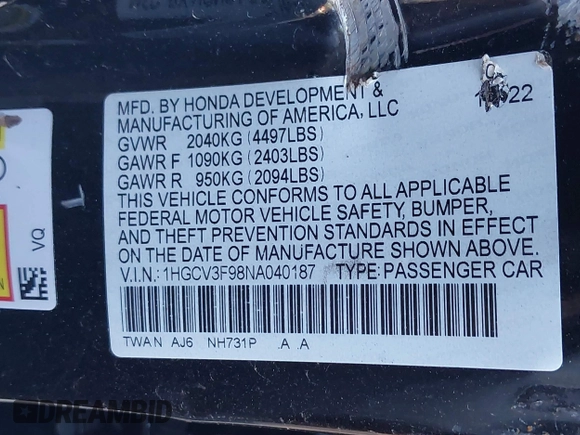 MFD. BY HONDA DEVELOPMENT &
MANUFACTURING OF AMERICA, LLC
GVWR 2040KG (4497LBS)
GAWR F 1090KG (2403LBS)
GAWR R 950KG (2094LBS)
THIS VEHICLE CONFORMS TO ALL APPLICABLE
FEDERAL MOTOR VEHICLE SAFETY, BUMPER,
AND THEFT PREVENTION STANDARDS IN EFFECT
ON THE DATE OF MANUFACTURE SHOWN ABOVE.
V.I.N.: 1HGCV3F98NA040187 TYPE: PASSENGER CAR
TWAN AJ6 NH731P .A .A
VQ
DREAMBID